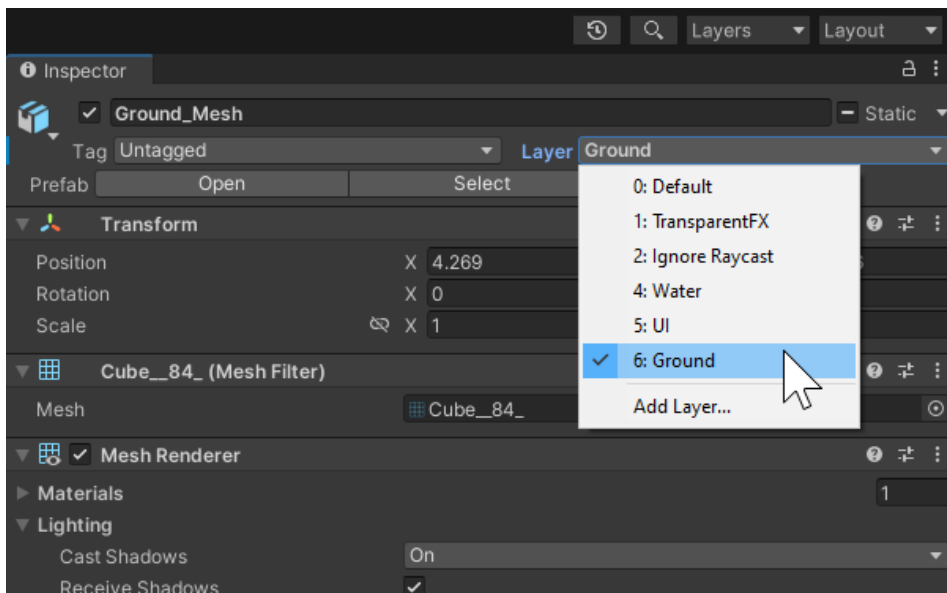 Layers Layout
Inspector
Ground_Mesh Static
Tag Untagged Layer Ground
Prefab Open Select
0: Default
Transform
1: TransparentFX
Position X 4.269
2: Ignore Raycast
Rotation X 0
4: Water
Scale X 1
5: UI
Cube__84_ (Mesh Filter)
6: Ground
Mesh Cube__84_
Add Layer...
Mesh Renderer
Materials 1
Lighting
Cast Shadows On
Receive Shadows